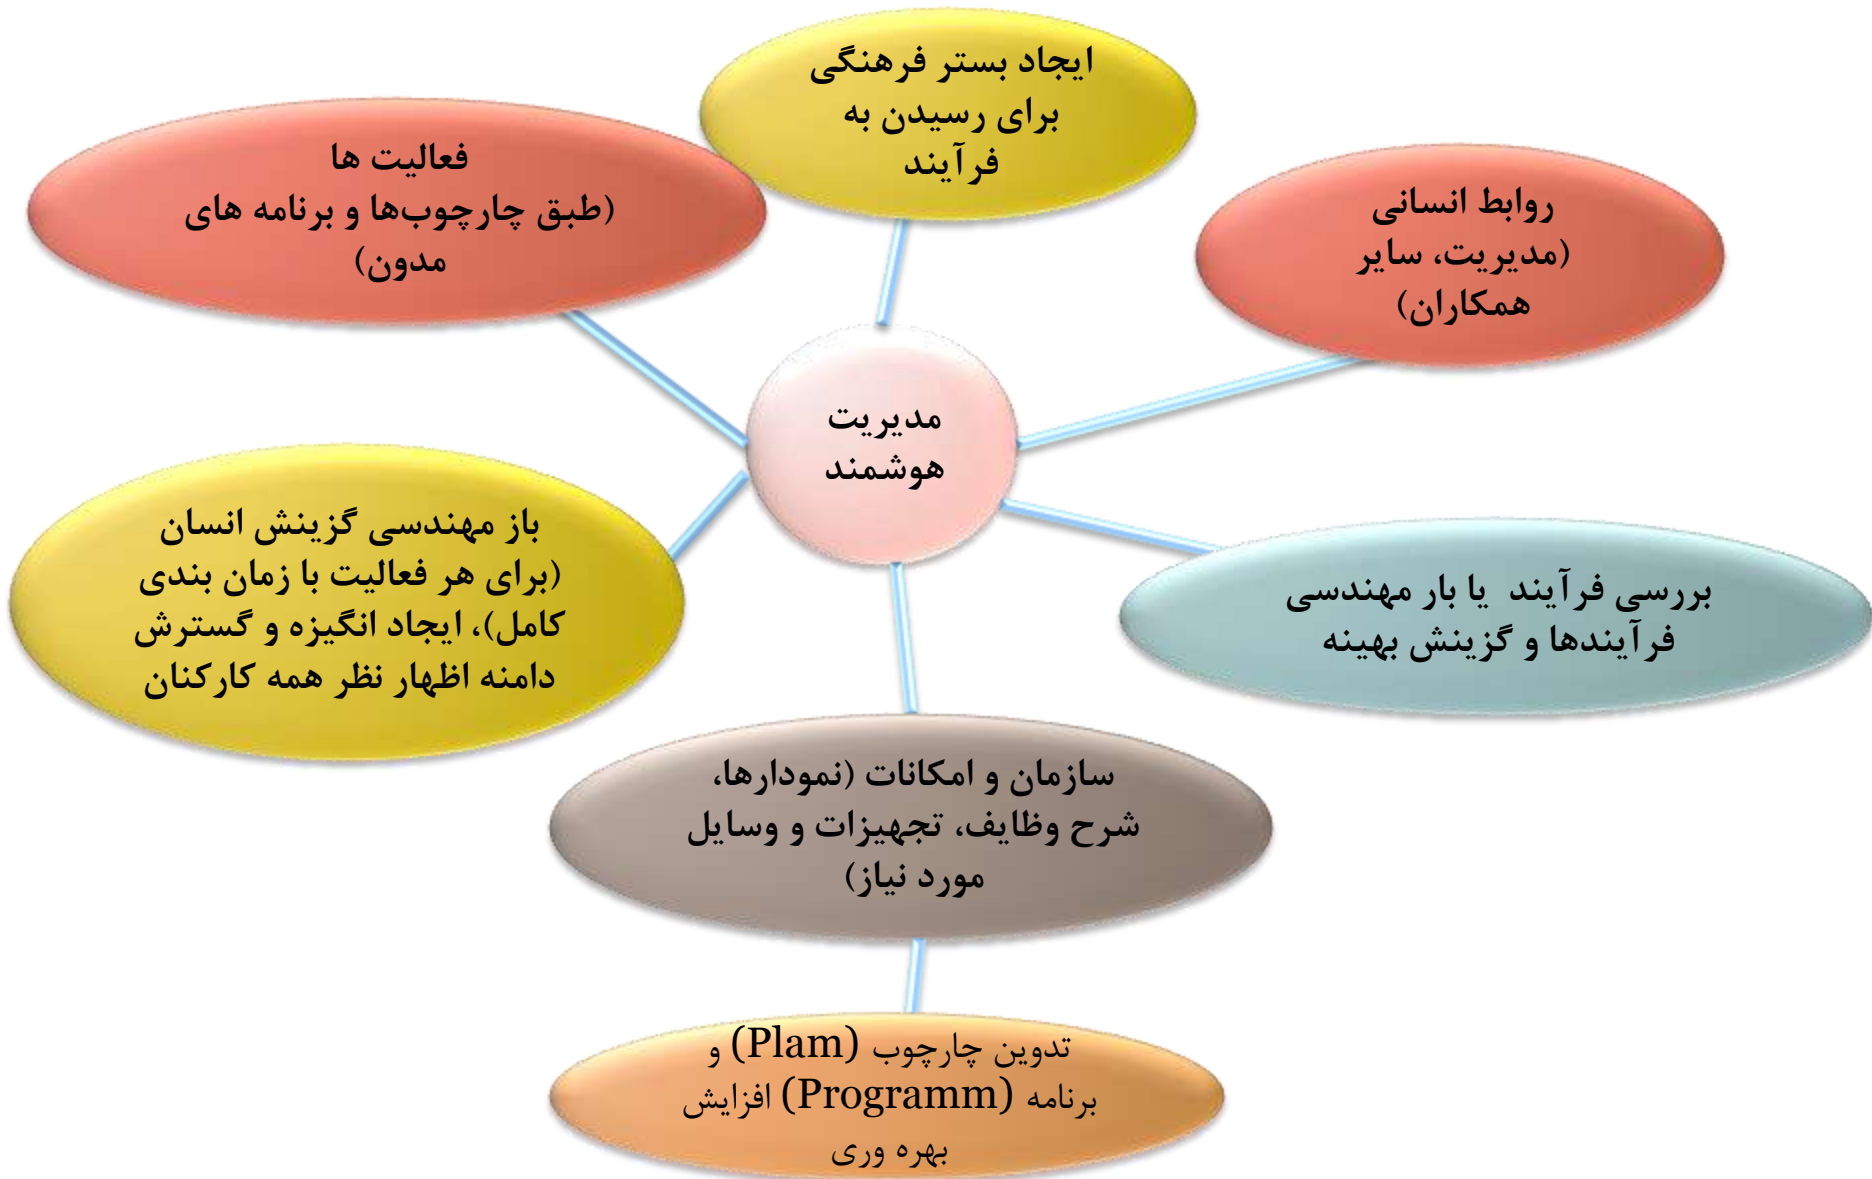 ایجاد بستر فرهنگی
برای رسیدن به
فرآیند
روابط انسانی
(مدیریت، سایر
همکاران)
فعالیت ها
(طبق چارچوب‌ها و برنامه های
مدون)
مدیریت
هوشمند
بررسی فرآیند یا بار مهندسی
فرآیندها و گزینش بهینه
باز مهندسی گزینش انسان
(برای هر فعالیت با زمان بندی
کامل)، ایجاد انگیزه و گسترش
دامنه اظهار نظر همه کارکنان
سازمان و امکانات (نمودارها،
شرح وظایف، تجهیزات و وسایل
مورد نیاز)
تدوین چارچوب (Plam) و
برنامه (Programm) افزایش
بهره وری